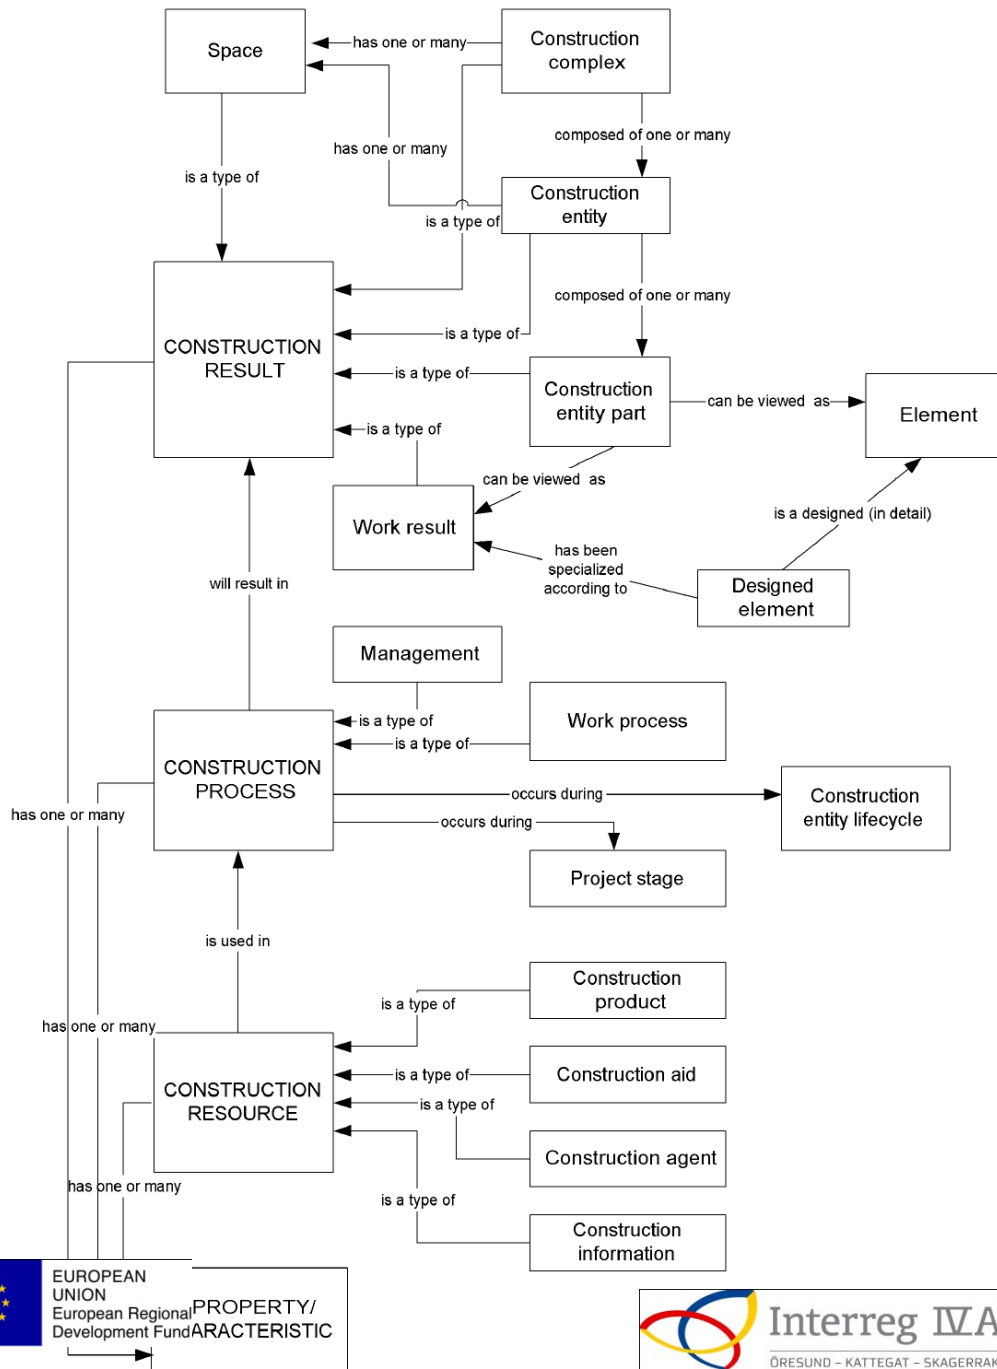 Space
has one or many
Construction
complex
composed of one or many
has one or many
is a type of
Construction
entity
is a type of
composed of one or many
CONSTRUCTION
RESULT
is a type of
is a type of
Construction
entity part
can be viewed as
Element
is a type of
can be viewed as
Work result
is a designed (in detail)
has been
specialized
according to
Designed
element
will result in
Management
is a type of
Work process
is a type of
CONSTRUCTION
PROCESS
occurs during
Construction
entity lifecycle
has one or many
occurs during
Project stage
is used in
Construction
product
is a type of
has one or many
CONSTRUCTION
RESOURCE
is a type of
Construction aid
is a type of
Construction agent
has one or many
is a type of
Construction
information
EUROPEAN
UNION
European Regional
Development Fund
PROPERTY/
ARACTERISTIC
Interreg IVA
ÖRESUND – KATTEGAT – SKAGERRAK